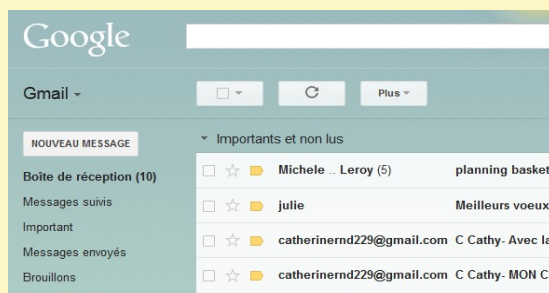 Google
Gmail
Plus
NOUVEAU MESSAGE
Importants et non lus
Boîte de réception (10)
Michele .. Leroy (5) planning basket
Messages suivis
julie Meilleurs voeux
Important
catherinernd229@gmail.com C Cathy- Avec la
Messages envoyés
Brouillons
catherinernd229@gmail.com C Cathy- MON C